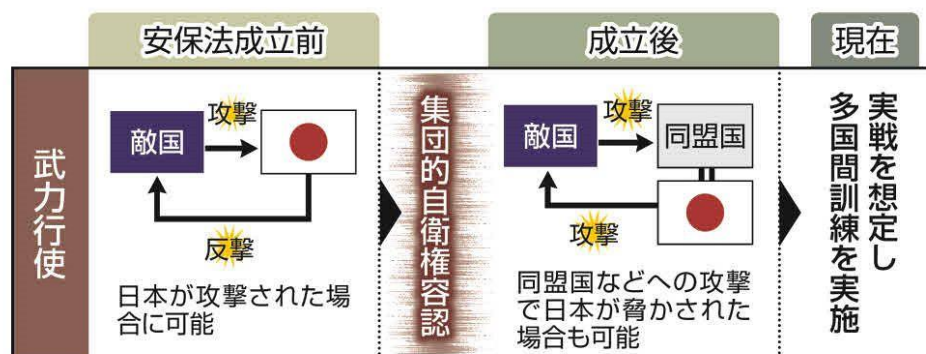 安保法成立前
成立後
現在
武力行使
敵国
攻撃
反撃
日本が攻撃された場
合に可能
集団的自衛権容認
敵国
攻撃
同盟国
攻撃
同盟国などへの攻撃
で日本が脅かされた
場合も可能
実戦を想定し
多国間訓練を実施